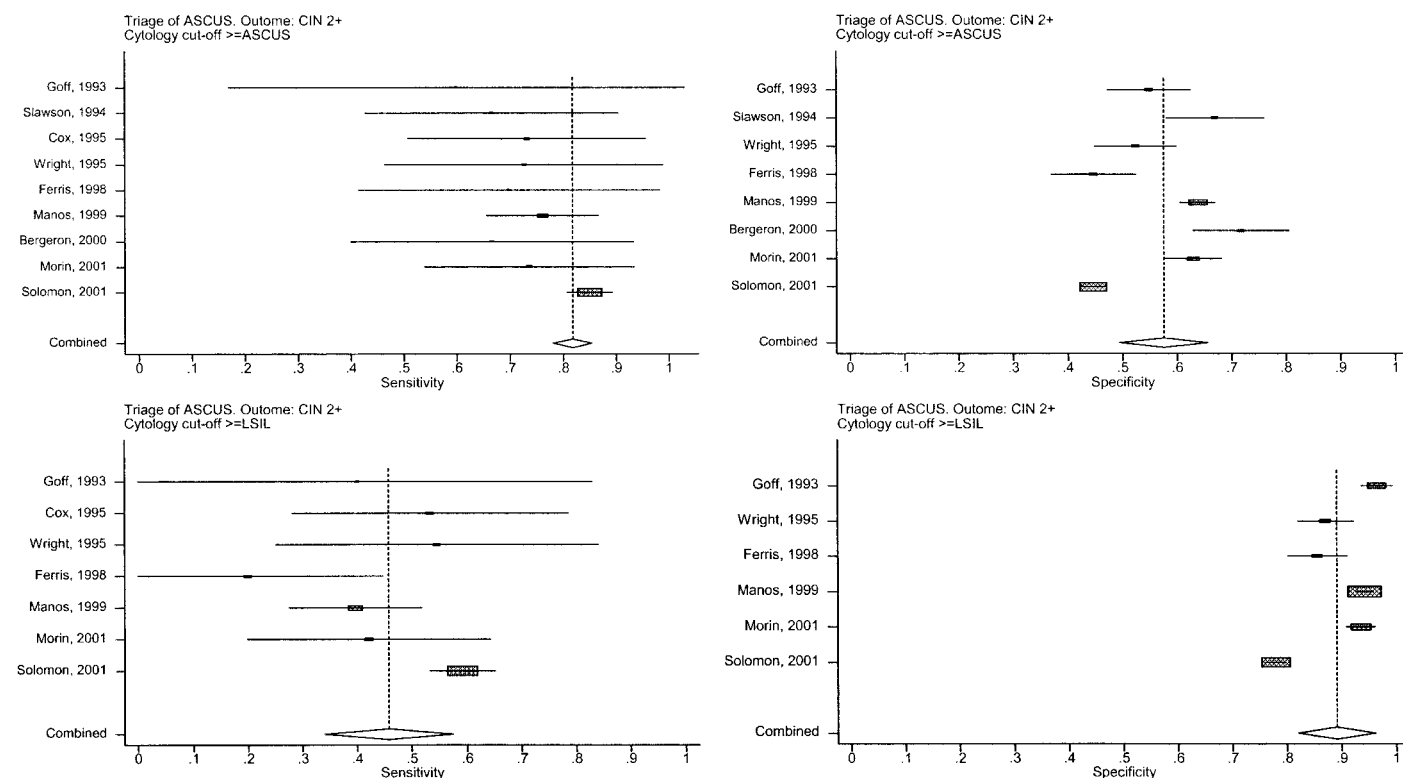 Triage of ASCUS. Outome: CIN 2+
Cytology cut-off >=ASCUS
Goff, 1993
Slawson, 1994
Cox, 1995
Wright, 1995
Ferris, 1998
Manos, 1999
Bergeron, 2000
Morin, 2001
Solomon, 2001
Combined
0 .1 .2 .3 .4 .5 .6 .7 .8 .9 1
Sensitivity
Triage of ASCUS. Outome: CIN 2+
Cytology cut-off >=ASCUS
Goff, 1993
Slawson, 1994
Wright, 1995
Ferris, 1998
Manos, 1999
Bergeron, 2000
Morin, 2001
Solomon, 2001
Combined
0 .1 .2 .3 .4 .5 .6 .7 .8 .9 1
Specificity
Triage of ASCUS. Outome: CIN 2+
Cytology cut-off >=LSIL
Goff, 1993
Cox, 1995
Wright, 1995
Ferris, 1998
Manos, 1999
Morin, 2001
Solomon, 2001
Combined
0 .1 .2 .3 .4 .5 .6 .7 .8 .9 1
Sensitivity
Triage of ASCUS. Outome: CIN 2+
Cytology cut-off >=LSIL
Goff, 1993
Wright, 1995
Ferris, 1998
Manos, 1999
Morin, 2001
Solomon, 2001
Combined
0 .1 .2 .3 .4 .5 .6 .7 .8 .9 1
Specificity